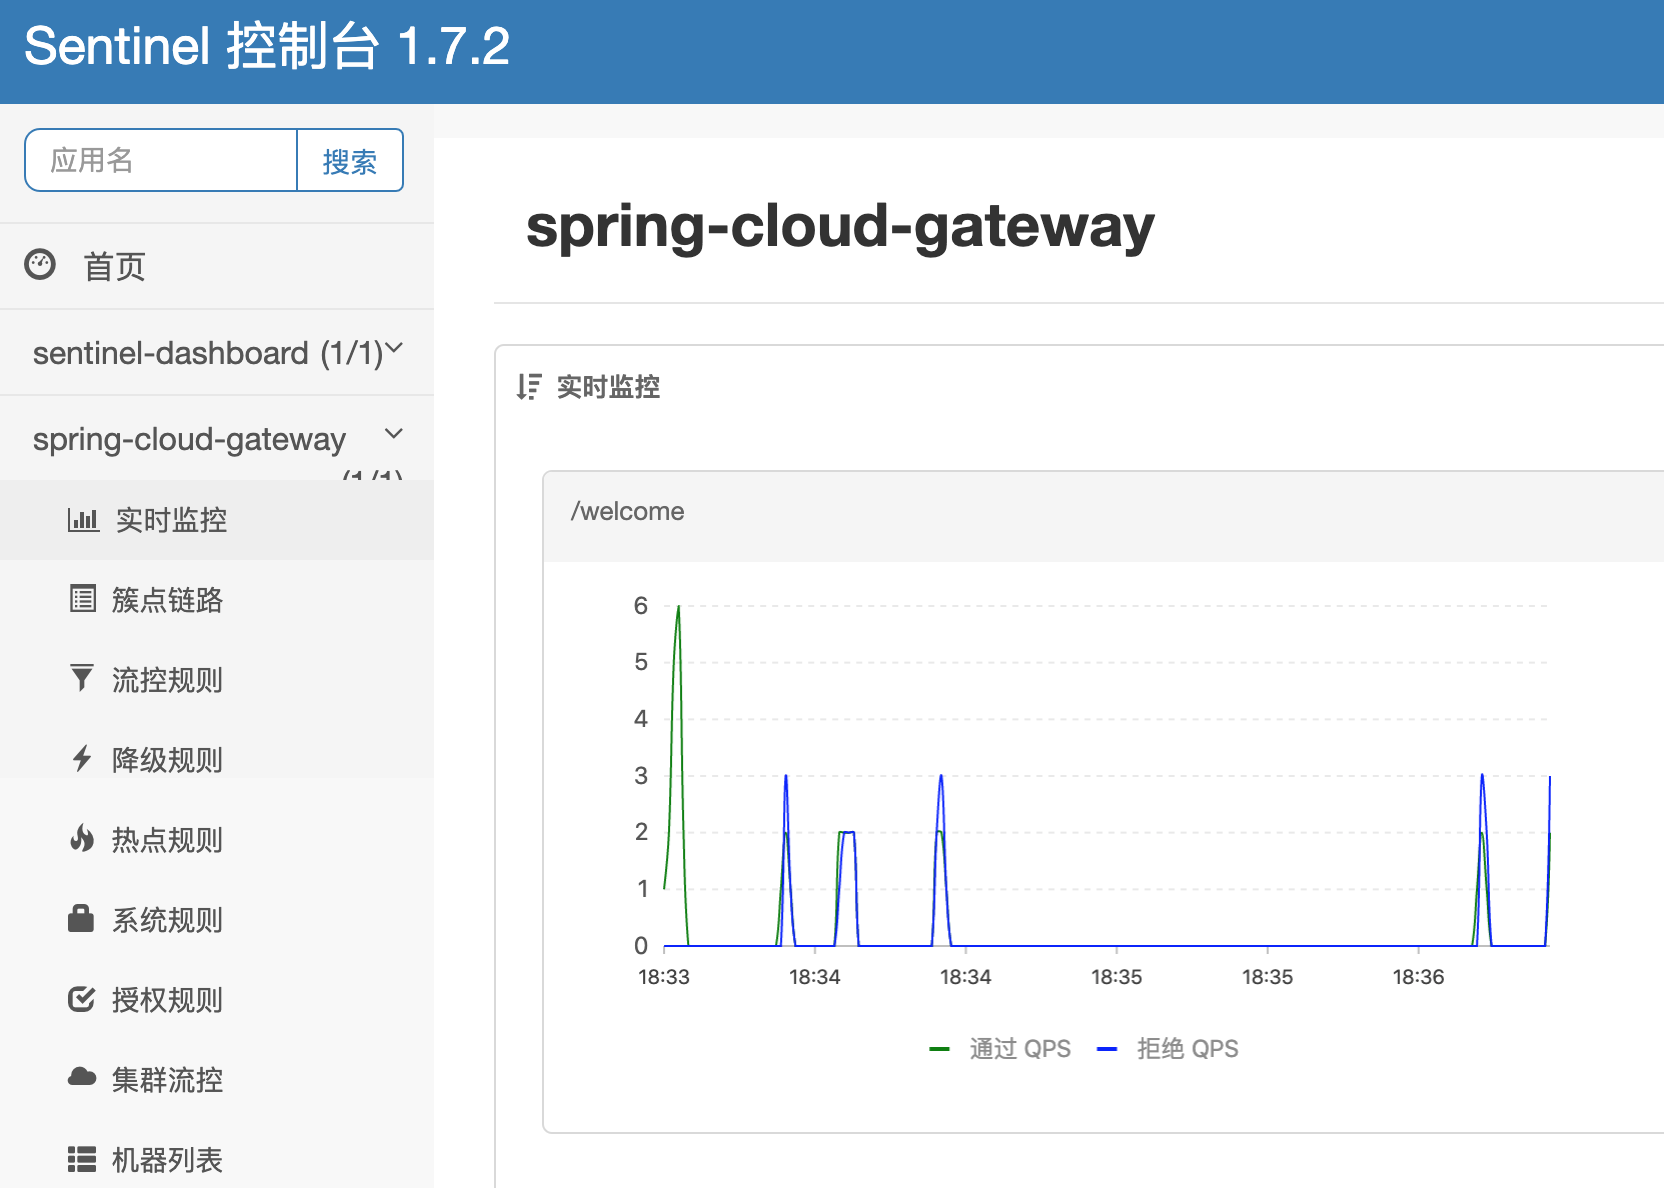 Sentinel 控制台 1.7.2
应用名 搜索
首页
sentinel-dashboard (1/1)
spring-cloud-gateway
(1/1)
实时监控
簇点链路
流控规则
降级规则
热点规则
系统规则
授权规则
集群流控
机器列表
spring-cloud-gateway
实时监控
/welcome
6
5
4
3
2
1
0
18:33 18:34 18:34 18:35 18:35 18:36
通过 QPS 拒绝 QPS